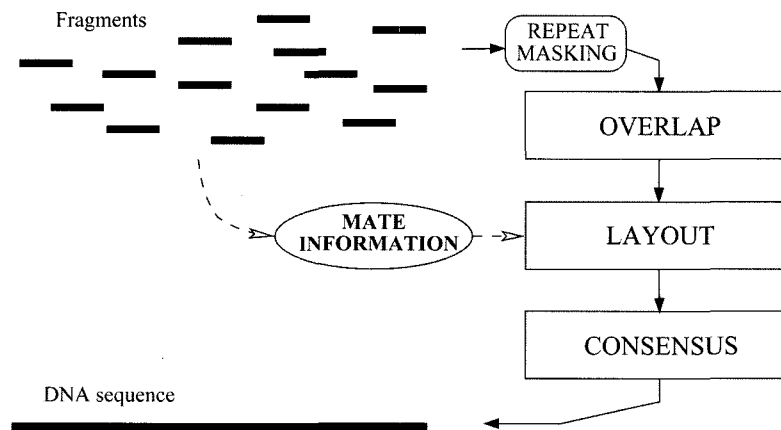 Fragments
REPEAT
MASKING
OVERLAP
MATE
INFORMATION
LAYOUT
CONSENSUS
DNA sequence